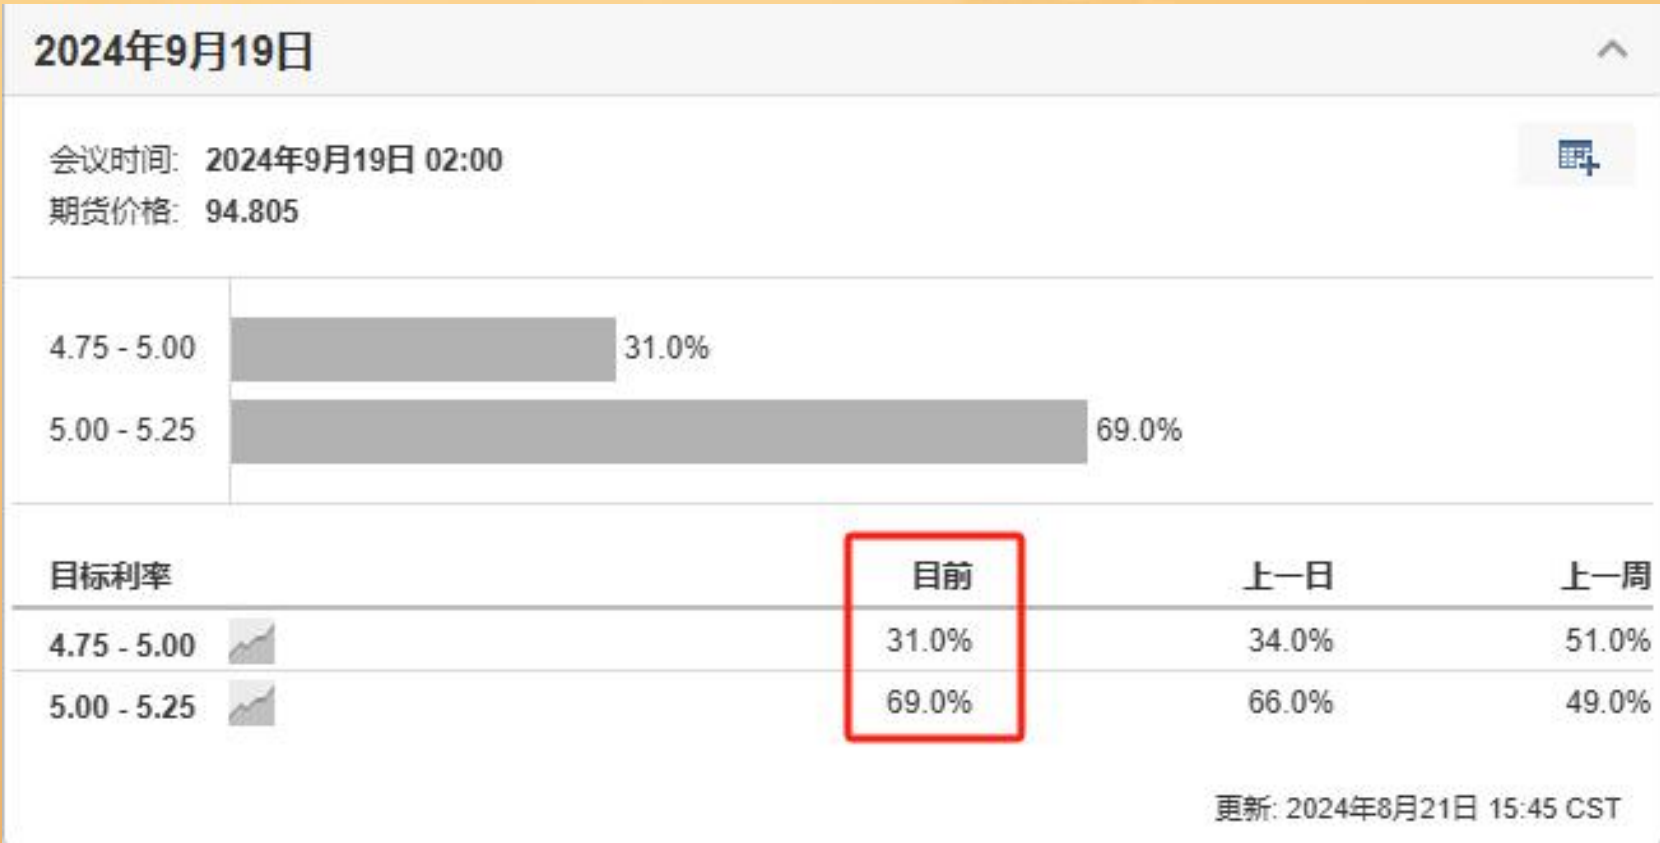 2024年9月19日
会议时间: 2024年9月19日 02:00
期货价格: 94.805
4.75 - 5.00 31.0%
5.00 - 5.25 69.0%
目标利率 目前 上一日 上一周
4.75 - 5.00 31.0% 34.0% 51.0%
5.00 - 5.25 69.0% 66.0% 49.0%
更新: 2024年8月21日 15:45 CST